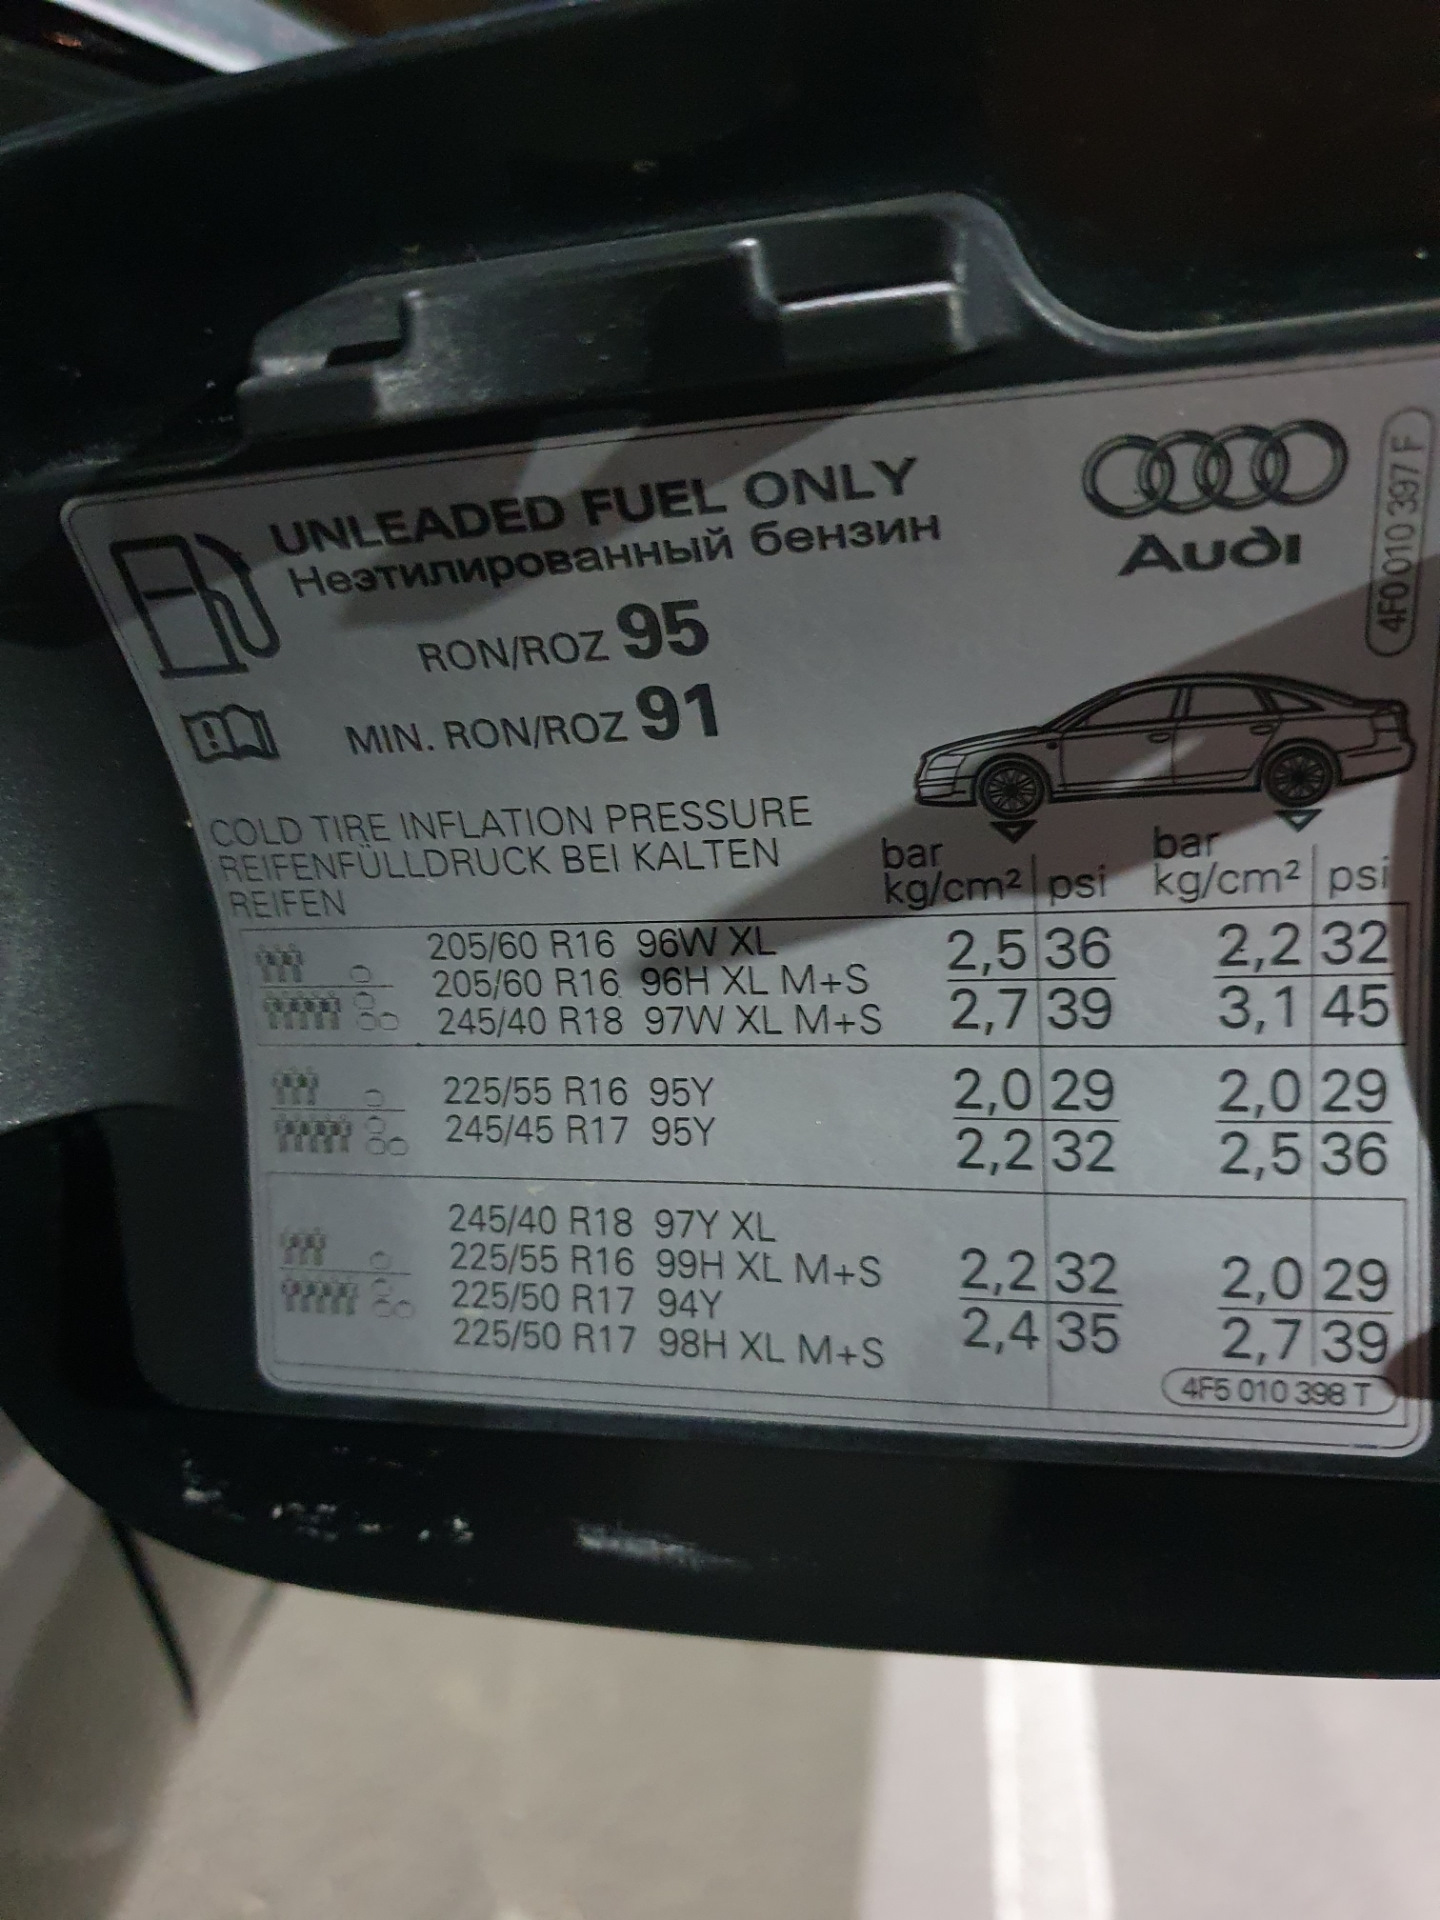 UNLEADED FUEL ONLY
Неэтилированный бензин
RON/ROZ 95
MIN. RON/ROZ 91
Audi
4F0 010 397 F
COLD TIRE INFLATION PRESSURE
REIFENFÜLLDRUCK BEI KALTEN
REIFEN
bar kg/cm² psi bar kg/cm² psi
205/60 R16 96W XL 2,5 36 2,2 32
205/60 R16 96H XL M+S
245/40 R18 97W XL M+S 2,7 39 3,1 45
225/55 R16 95Y 2,0 29 2,0 29
245/45 R17 95Y 2,2 32 2,5 36
245/40 R18 97Y XL
225/55 R16 99H XL M+S 2,2 32 2,0 29
225/50 R17 94Y
225/50 R17 98H XL M+S 2,4 35 2,7 39
4F5 010 398 T